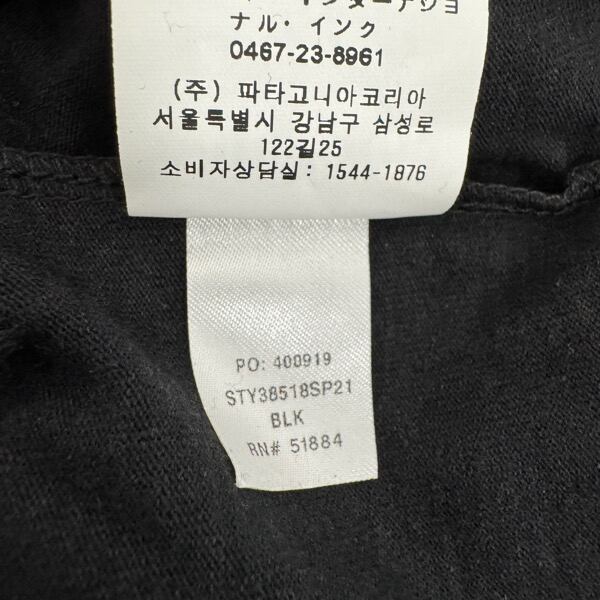 ナル・インク
0467-23-8961
(주) 파타고니아코리아
서울특별시 강남구 삼성로
122길25
소비자상담실: 1544-1876
PO: 400919
STY38518SP21
BLK
RN# 51884